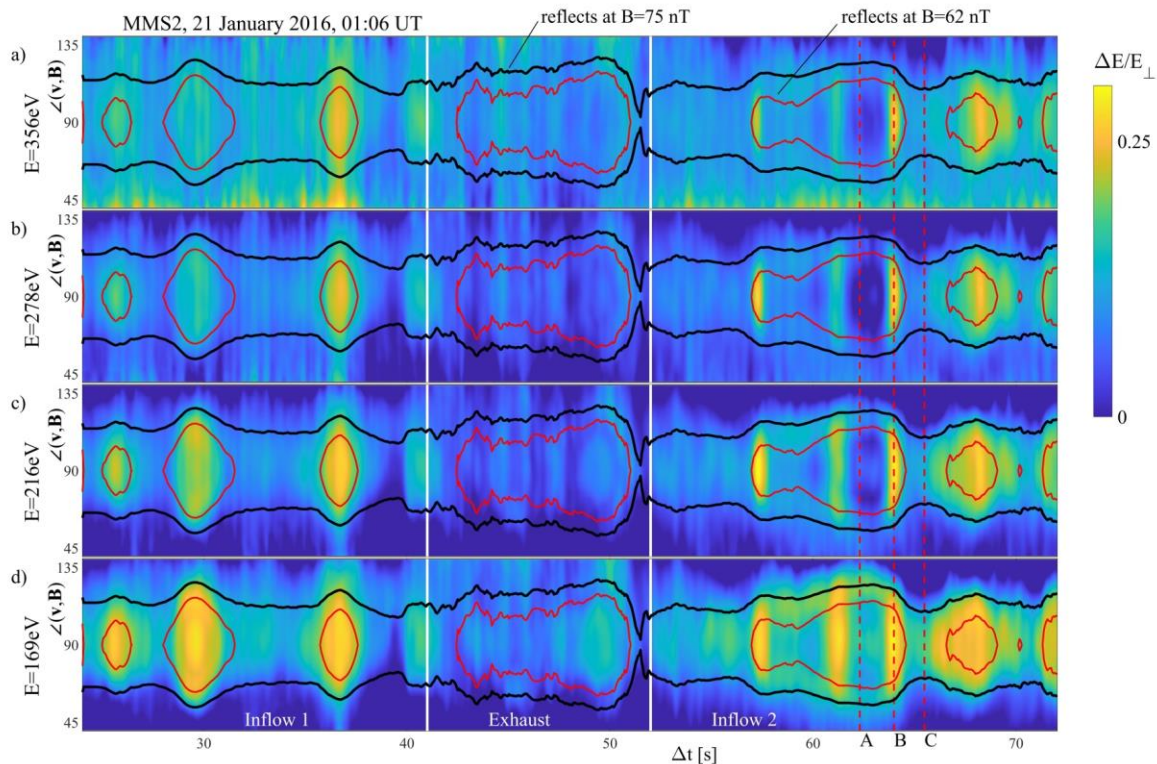 MMS2, 21 January 2016, 01:06 UT
reflects at B=75 nT
reflects at B=62 nT
a)
E=356eV
∠(v,B)
135
90
45
b)
E=278eV
∠(v,B)
135
90
45
c)
E=216eV
∠(v,B)
135
90
45
d)
E=169eV
∠(v,B)
135
90
45
Inflow 1
Exhaust
Inflow 2
30
40
50
60
70
A
B
C
Δt [s]
ΔE/E⊥
0.25
0